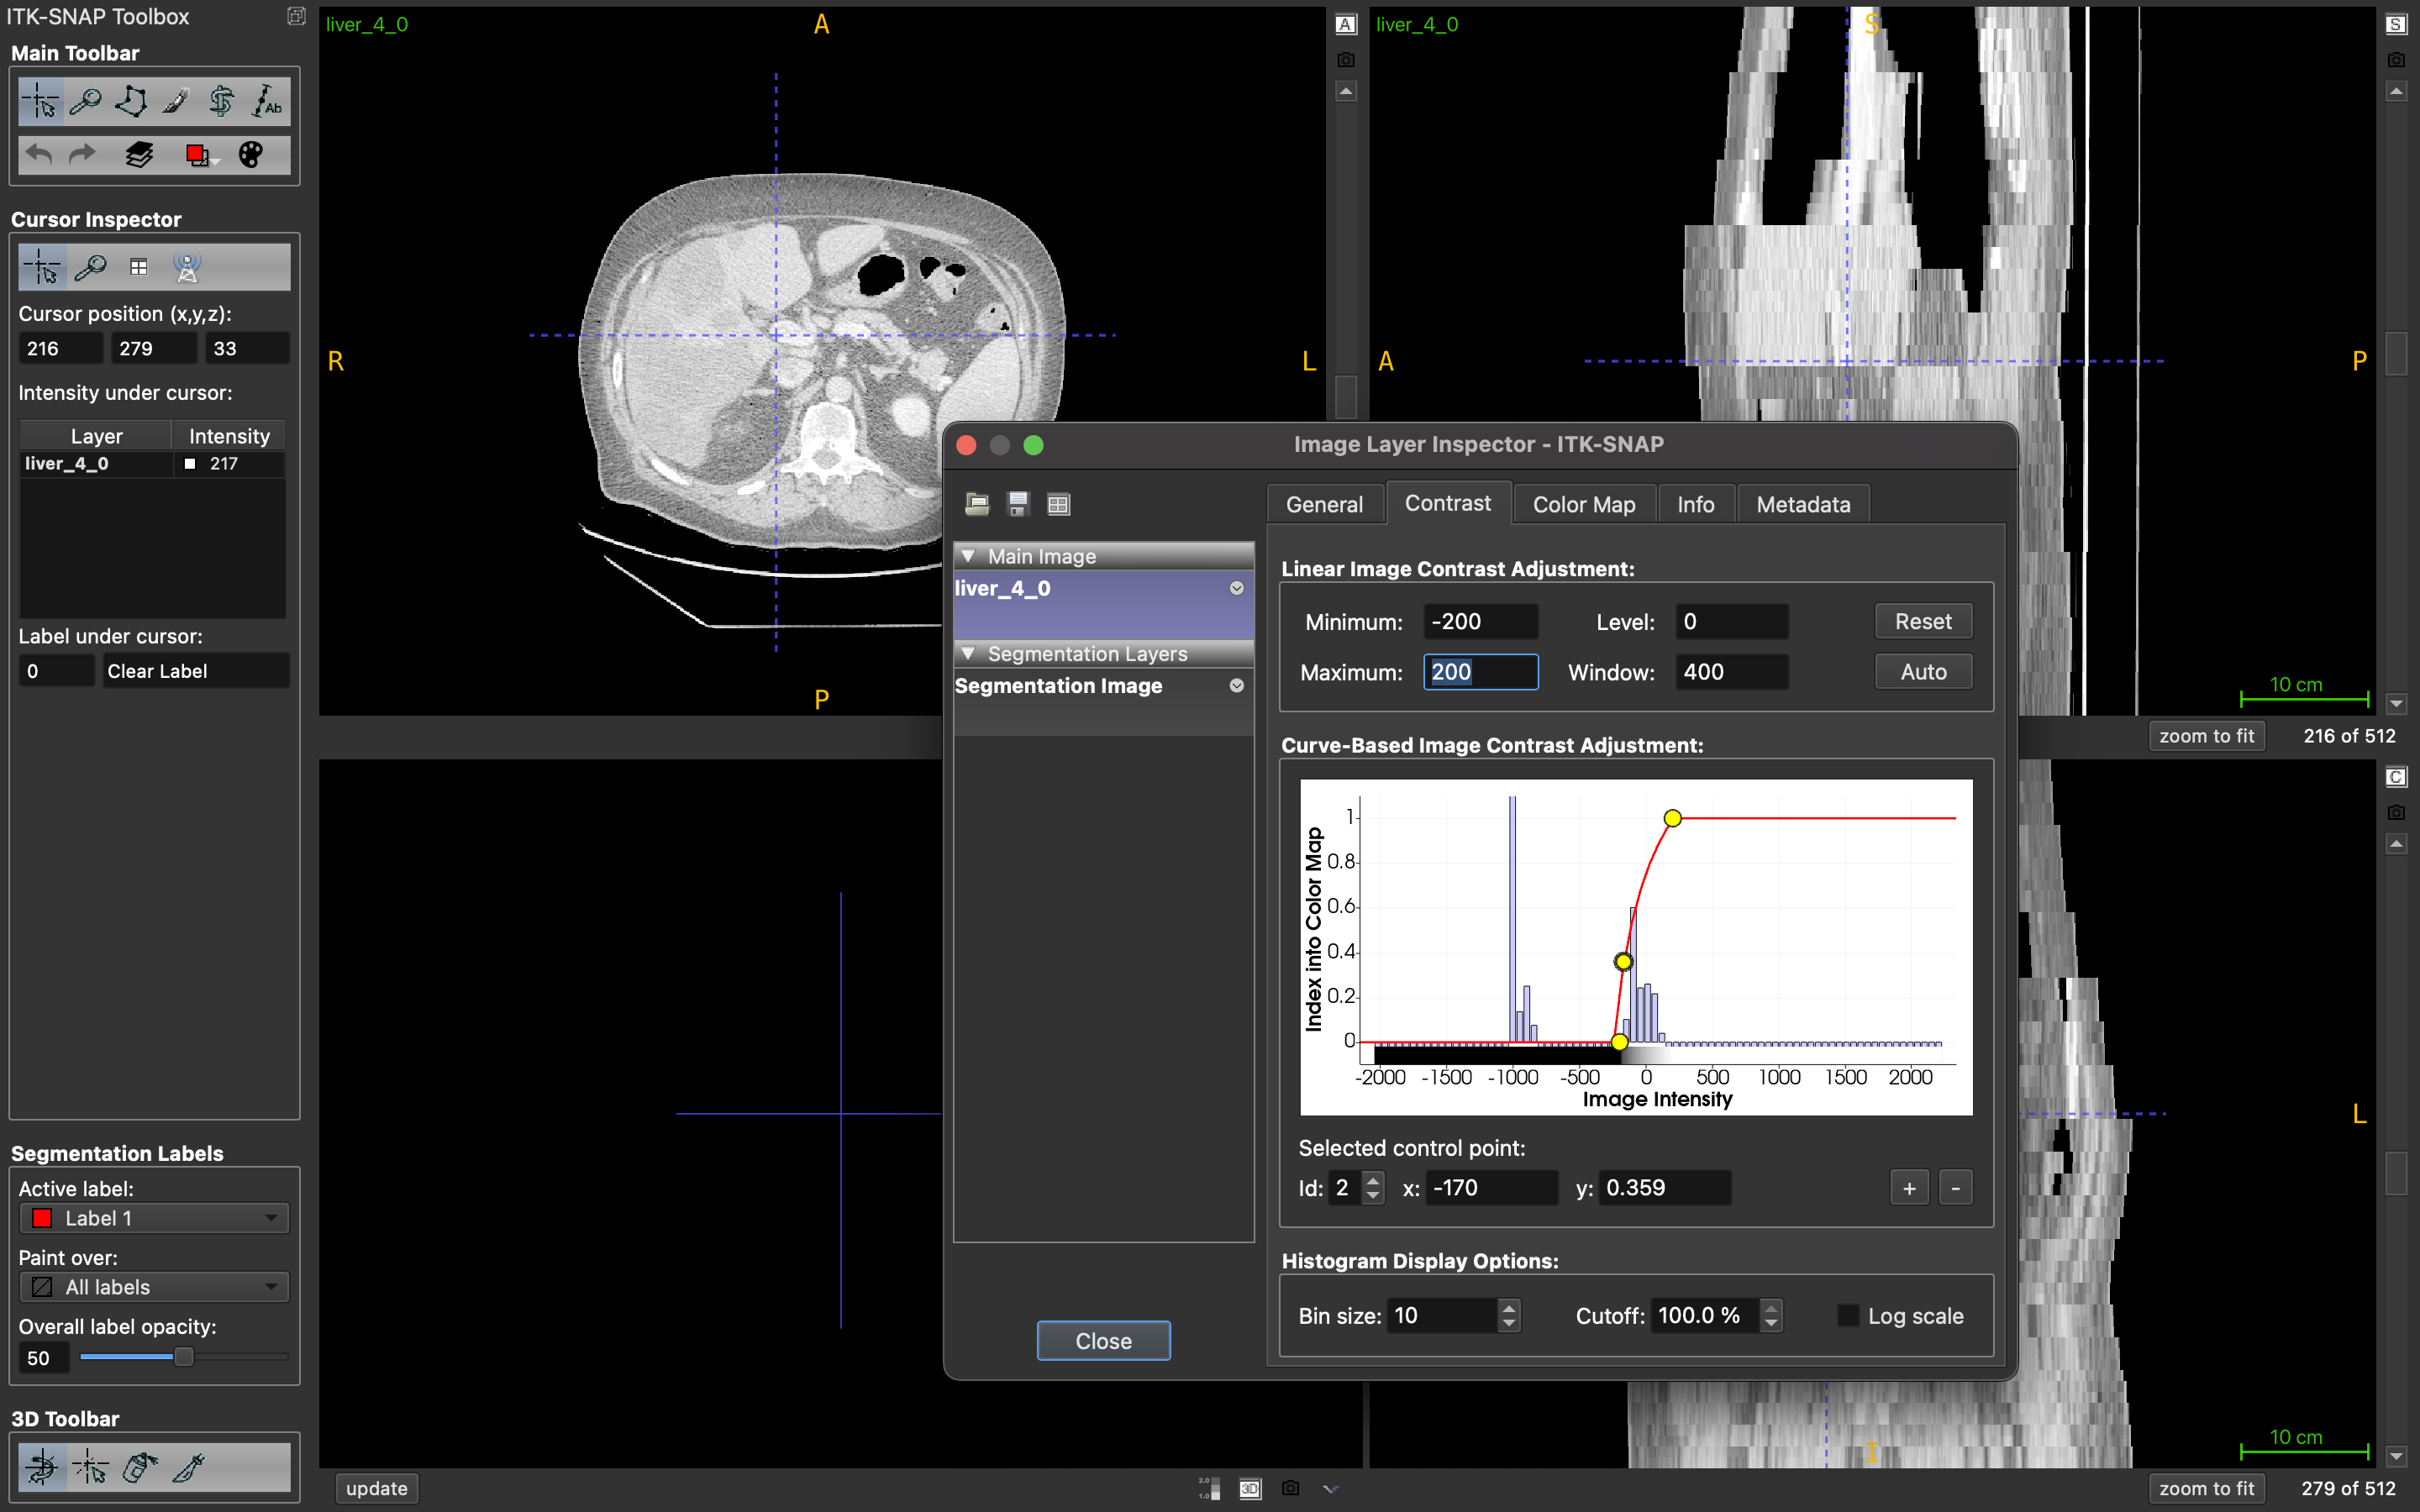 ITK-SNAP Toolbox
Main Toolbar
Ab
Cursor Inspector
Cursor position (x,y,z):
216 279 33
Intensity under cursor:
Layer Intensity
liver_4_0 217
Label under cursor:
0 Clear Label
Segmentation Labels
Active label:
Label 1
Paint over:
All labels
Overall label opacity:
50
3D Toolbar
liver_4_0
A
R
L
P
A
liver_4_0
S
A
P
S
10 cm
zoom to fit 216 of 512
Image Layer Inspector - ITK-SNAP
Main Image
liver_4_0
Segmentation Layers
Segmentation Image
Close
General Contrast Color Map Info Metadata
Linear Image Contrast Adjustment:
Minimum: -200 Level: 0 Reset
Maximum: 200 Window: 400 Auto
Curve-Based Image Contrast Adjustment:
Index into Color Map
1
0.8
0.6
0.4
0.2
0
-2000 -1500 -1000 -500 0 500 1000 1500 2000
Image Intensity
Selected control point:
Id: 2 x: -170 y: 0.359 + -
Histogram Display Options:
Bin size: 10 Cutoff: 100.0 % Log scale
C
L
I
10 cm
update
2.0
1.0
3D
zoom to fit 279 of 512